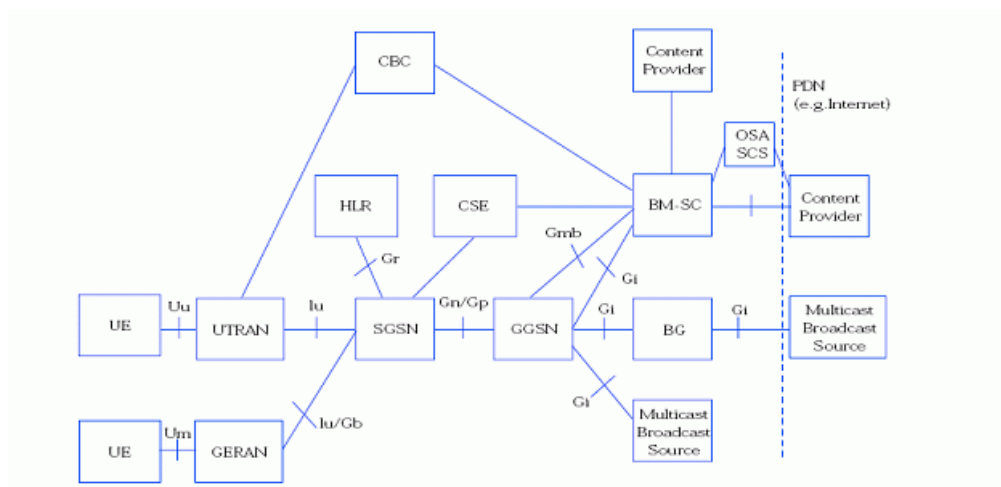 CBC
Content
Provider
PDN
(e.g.Internet)
OSA
SCS
HLR
CSE
BM-SC
Content
Provider
Gmb
Gr
Gi
UE
Uu
UTRAN
Iu
SGSN
Gn/Gp
GGSN
Gi
BG
Gi
Multicast
Broadcast
Source
Gi
Multicast
Broadcast
Source
Iu/Gb
UE
Um
GERAN